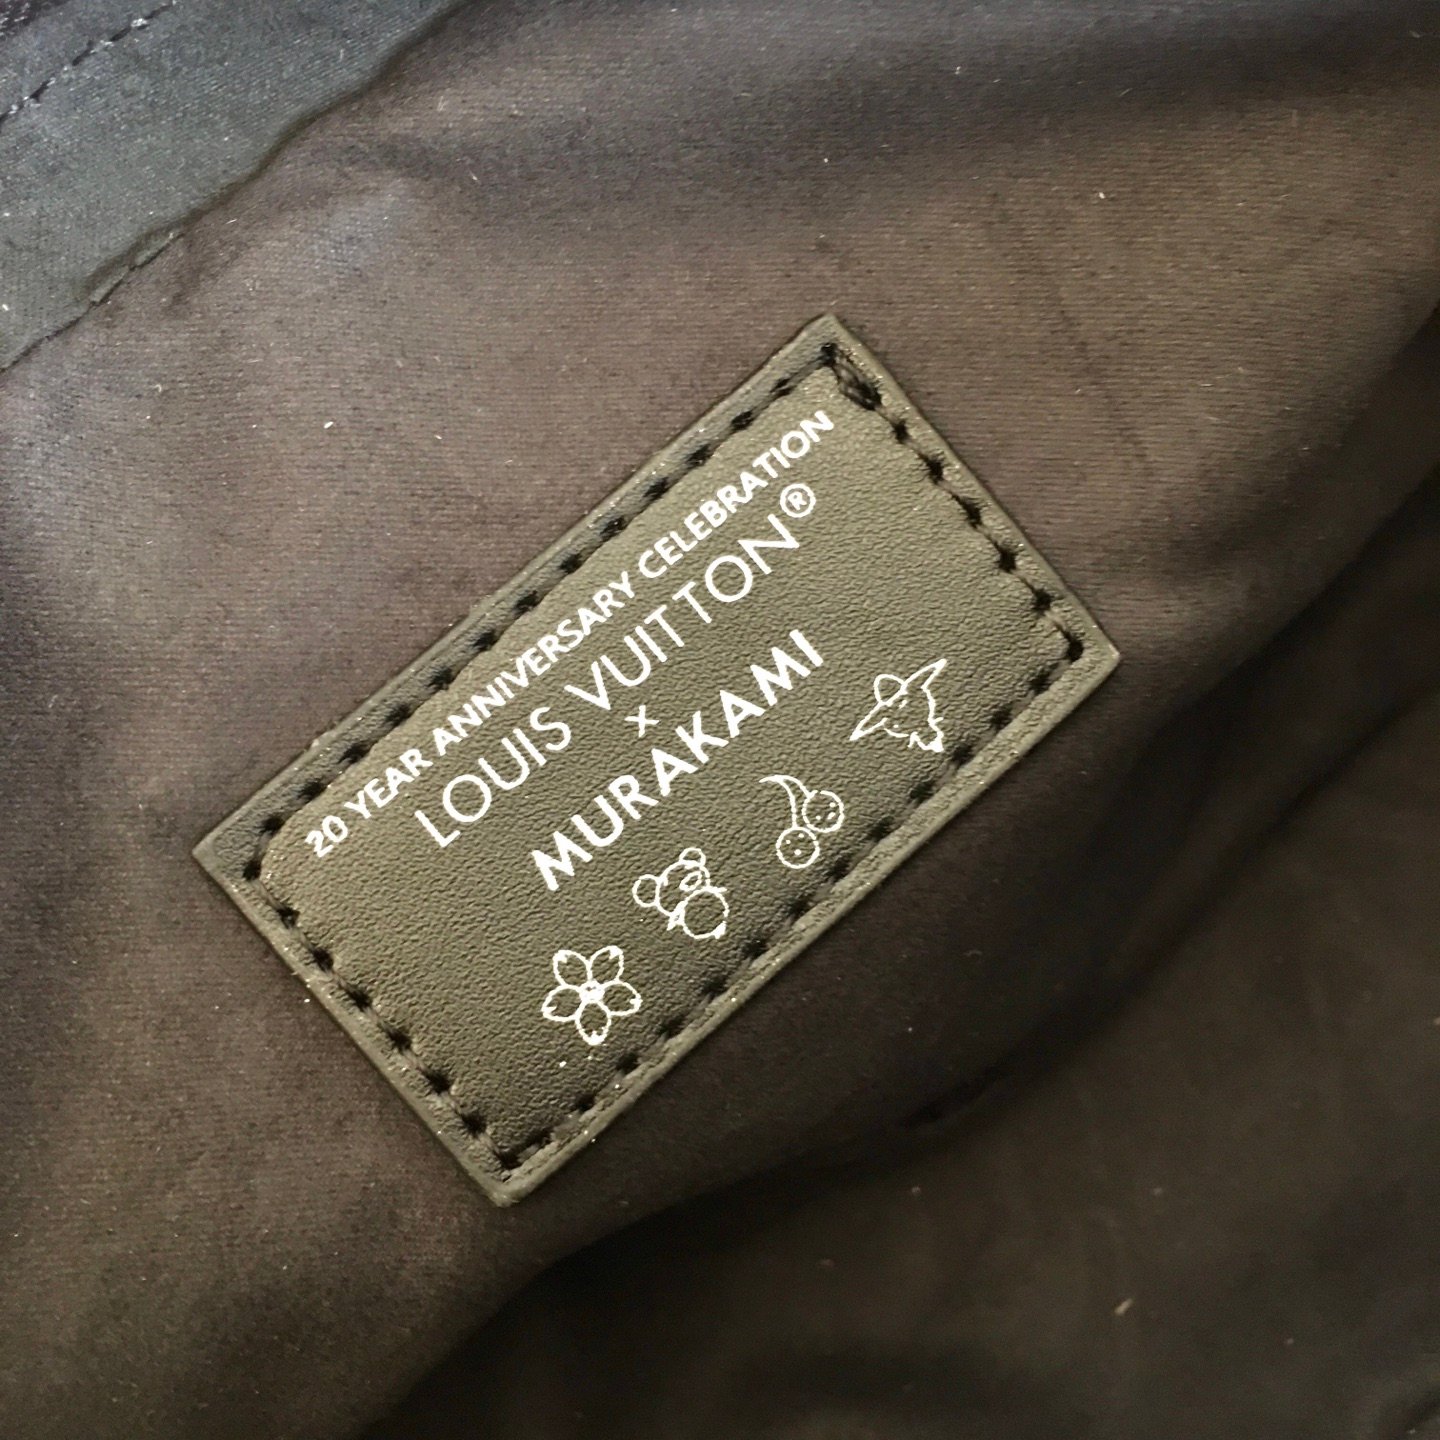 20 YEAR ANNIVERSARY CELEBRATION
LOUIS VUITTON®
×
MURAKAMI